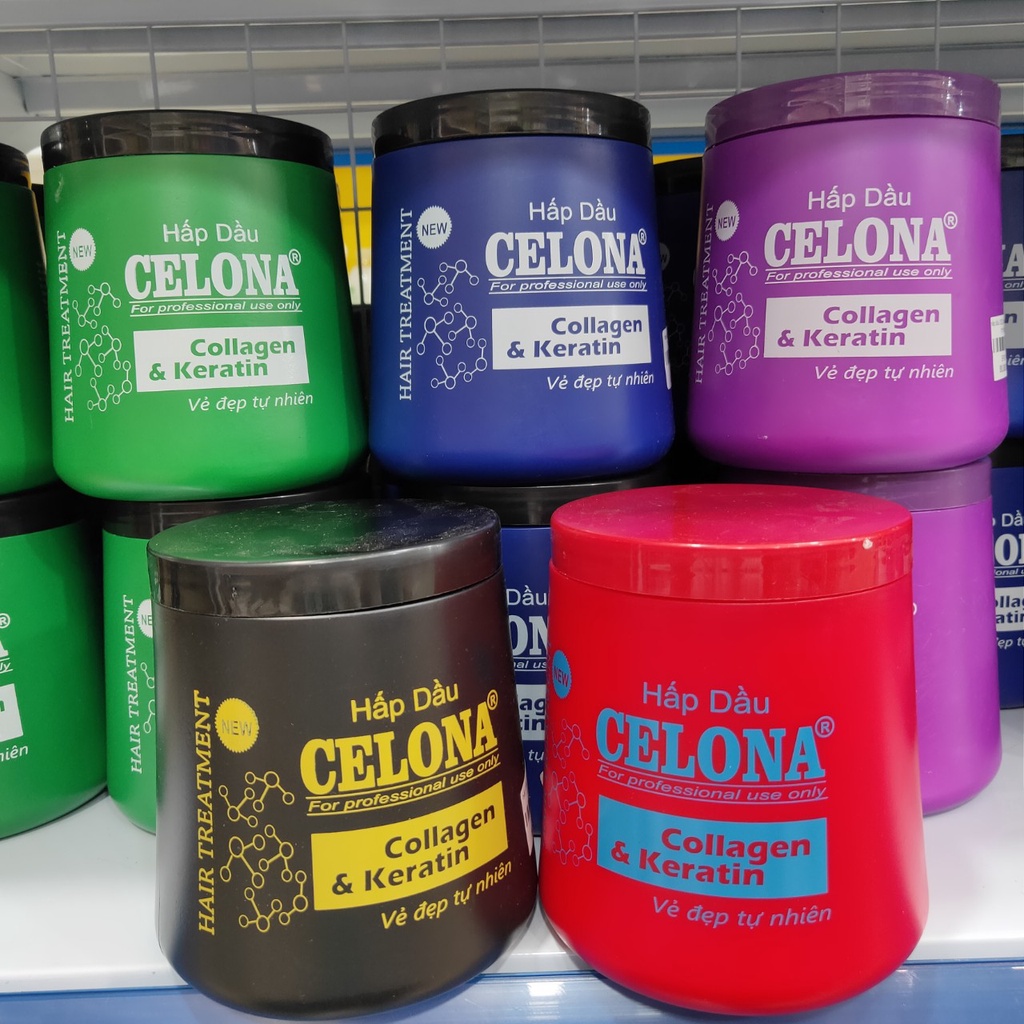 HAIR TREATMENT
NEW
Hấp Dầu
CELONA®
For professional use only
Collagen
& Keratin
Vẻ đẹp tự nhiên
HAIR TREATMENT
NEW
Hấp Dầu
CELONA®
For professional use only
Collagen
& Keratin
Vẻ đẹp tự nhiên
HAIR TREATMENT
NEW
Hấp Dầu
CELONA®
For professional use only
Collagen
& Keratin
Vẻ đẹp tự nhiên
HAIR TREATMENT
NEW
HAIR TREATMENT
NEW
Hấp Dầu
CELONA®
For professional use only
Collagen
& Keratin
Vẻ đẹp tự nhiên
NEW
Hấp Dầu
CELONA®
For professional use only
Collagen
& Keratin
Vẻ đẹp tự nhiên